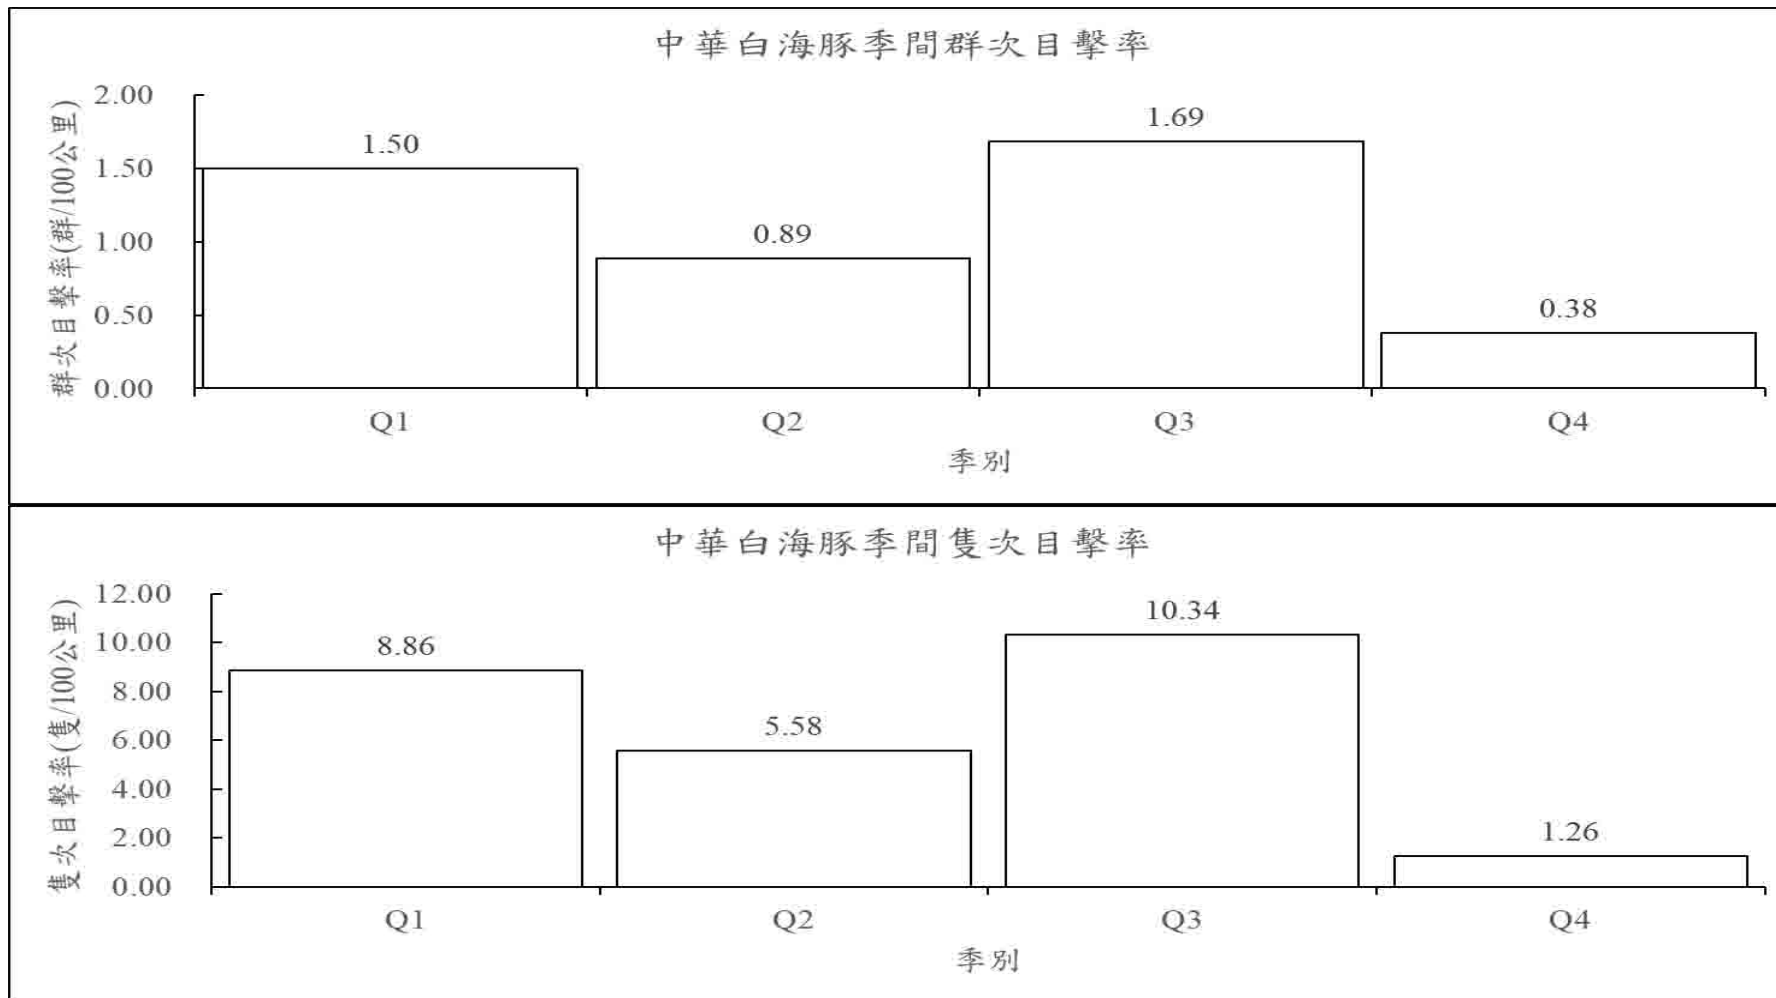 中華白海豚季間群次目擊率
群次目擊率(群/100公里)
2.00
1.50
1.00
0.50
0.00
1.50
0.89
1.69
0.38
Q1
Q2
Q3
Q4
季別
中華白海豚季間隻次目擊率
隻次目擊率(隻/100公里)
12.00
10.00
8.00
6.00
4.00
2.00
0.00
8.86
5.58
10.34
1.26
Q1
Q2
Q3
Q4
季別